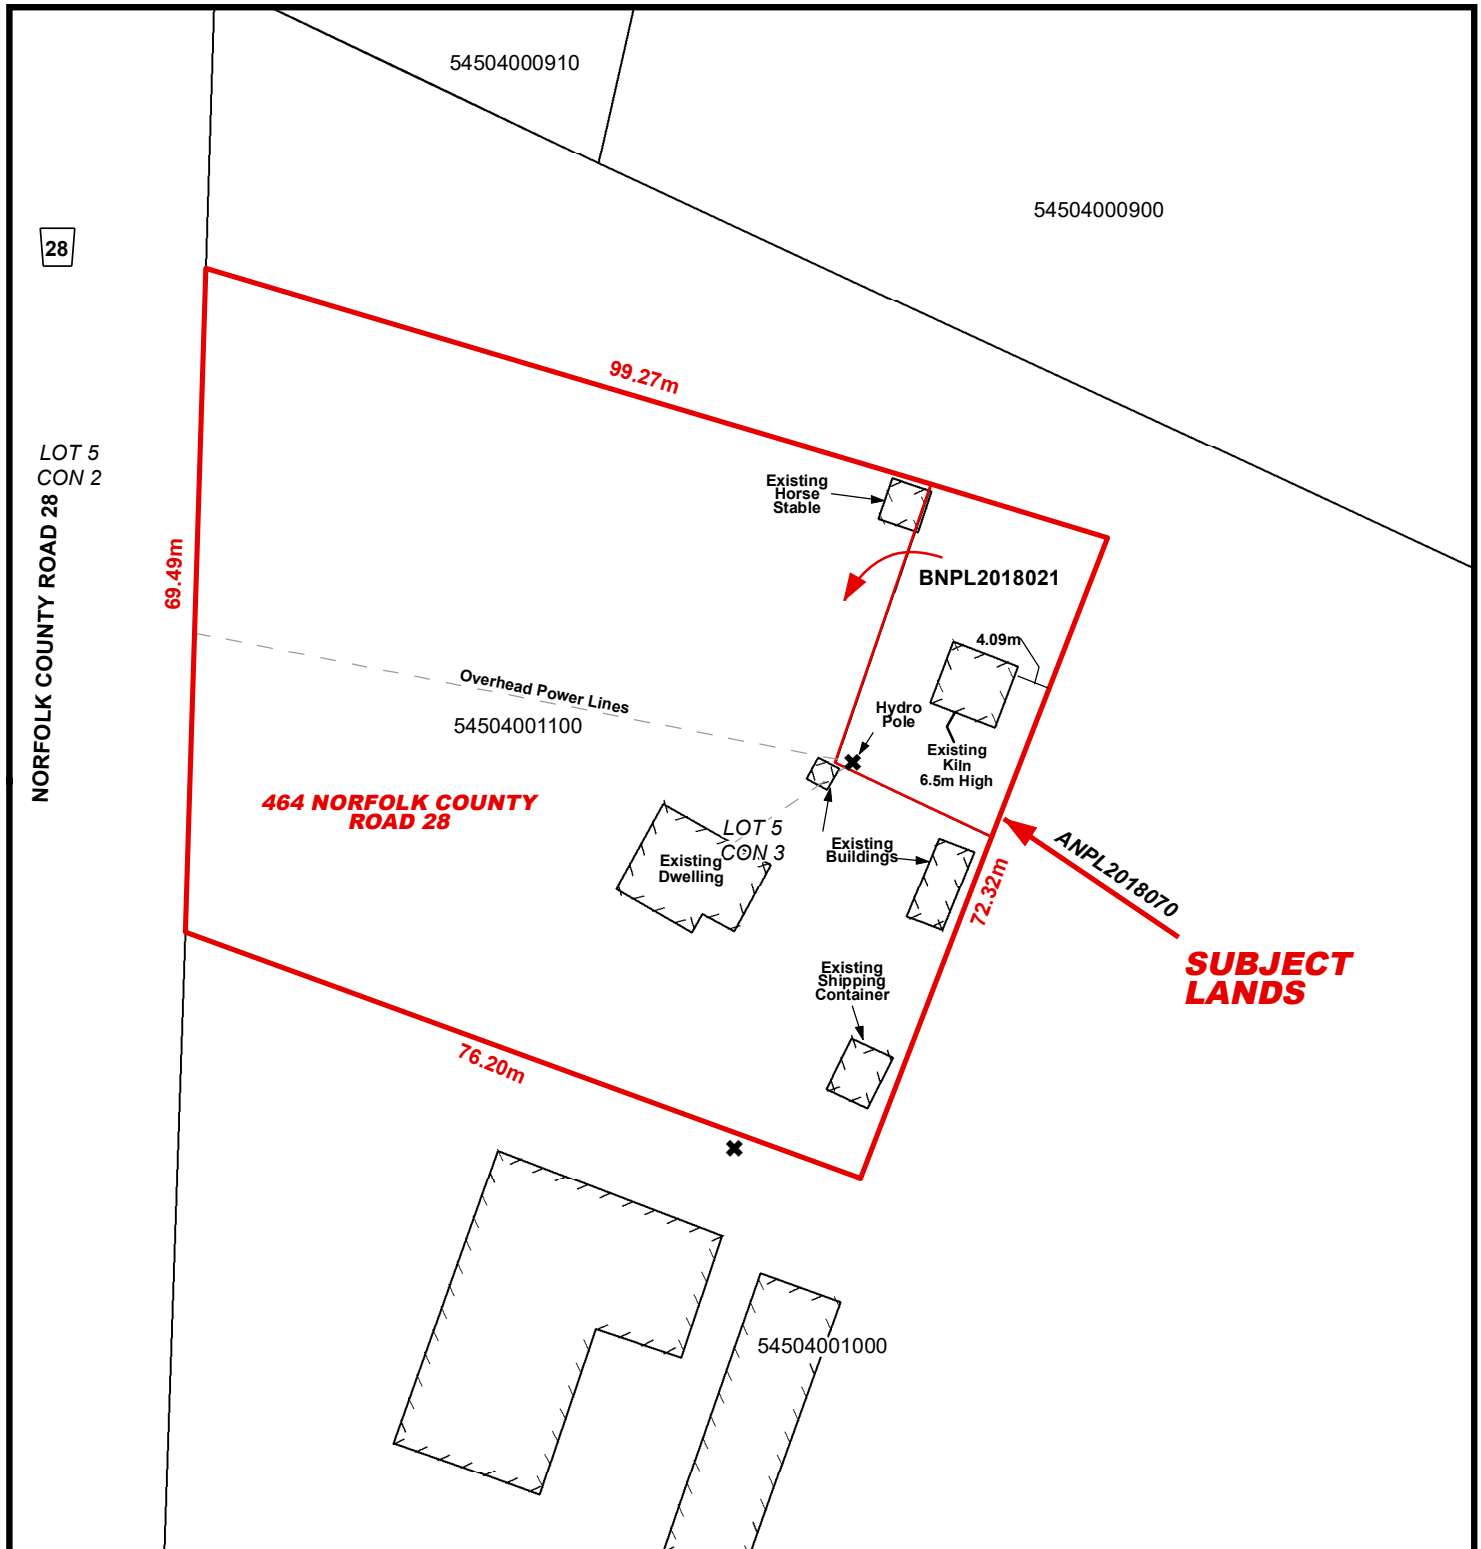 54504000910
54504000900
28
99.27m
LOT 5
CON 2
NORFOLK COUNTY ROAD 28
69.49m
Existing
Horse
Stable
BNPL2018021
4.09m
Overhead Power Lines
54504001100
Hydro
Pole
Existing
Kiln
6.5m High
464 NORFOLK COUNTY
ROAD 28
LOT 5
CON 3
Existing
Dwelling
Existing
Buildings
ANPL2018070
72.32m
SUBJECT
LANDS
Existing
Shipping
Container
76.20m
54504001000